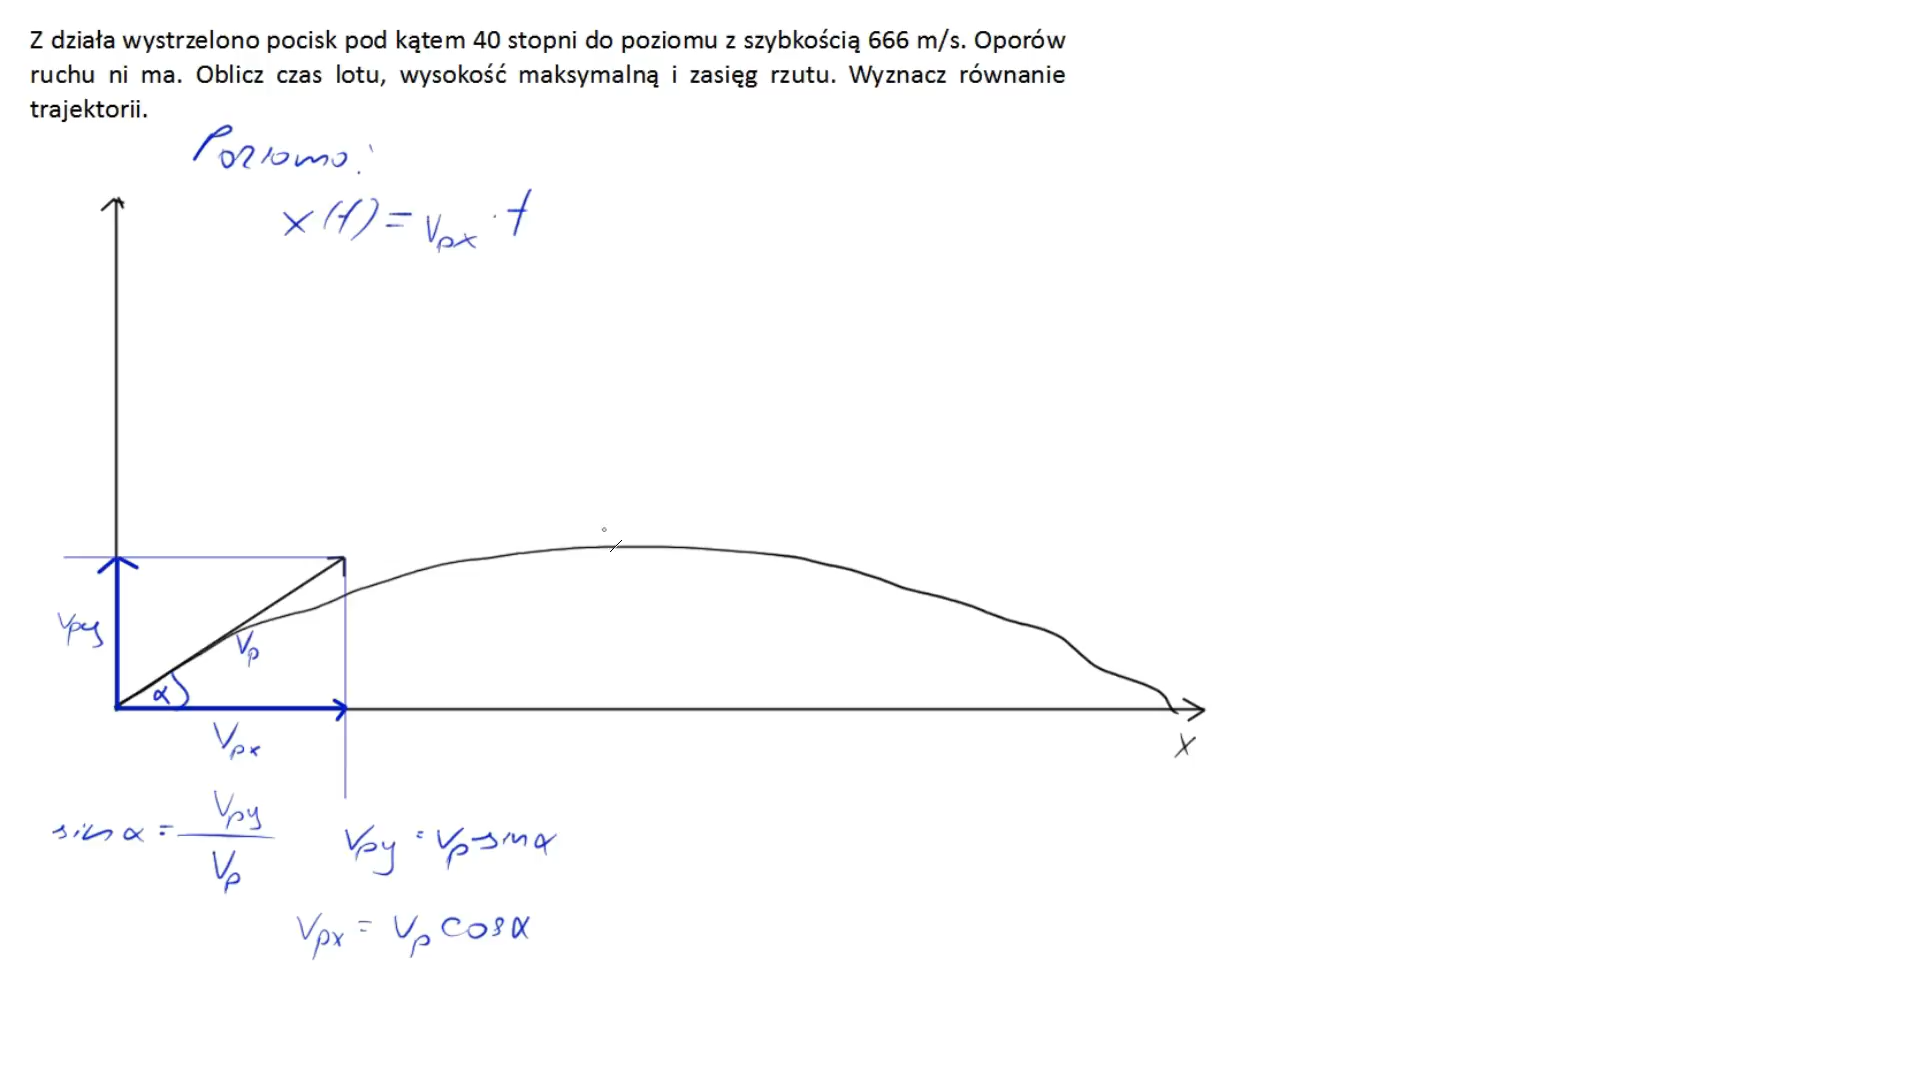 Z działa wystrzelono pocisk pod kątem 40 stopni do poziomu z szybkością 666 m/s. Oporów
ruchu ni ma. Oblicz czas lotu, wysokość maksymalną i zasięg rzutu. Wyznacz równanie
trajektorii.
Poziomo:
x(t) = Vpx · t
Vpy
Vp
α
Vpx
X
sin α = Vpy / Vp
Vpy = Vp sin α
Vpx = Vp cos α